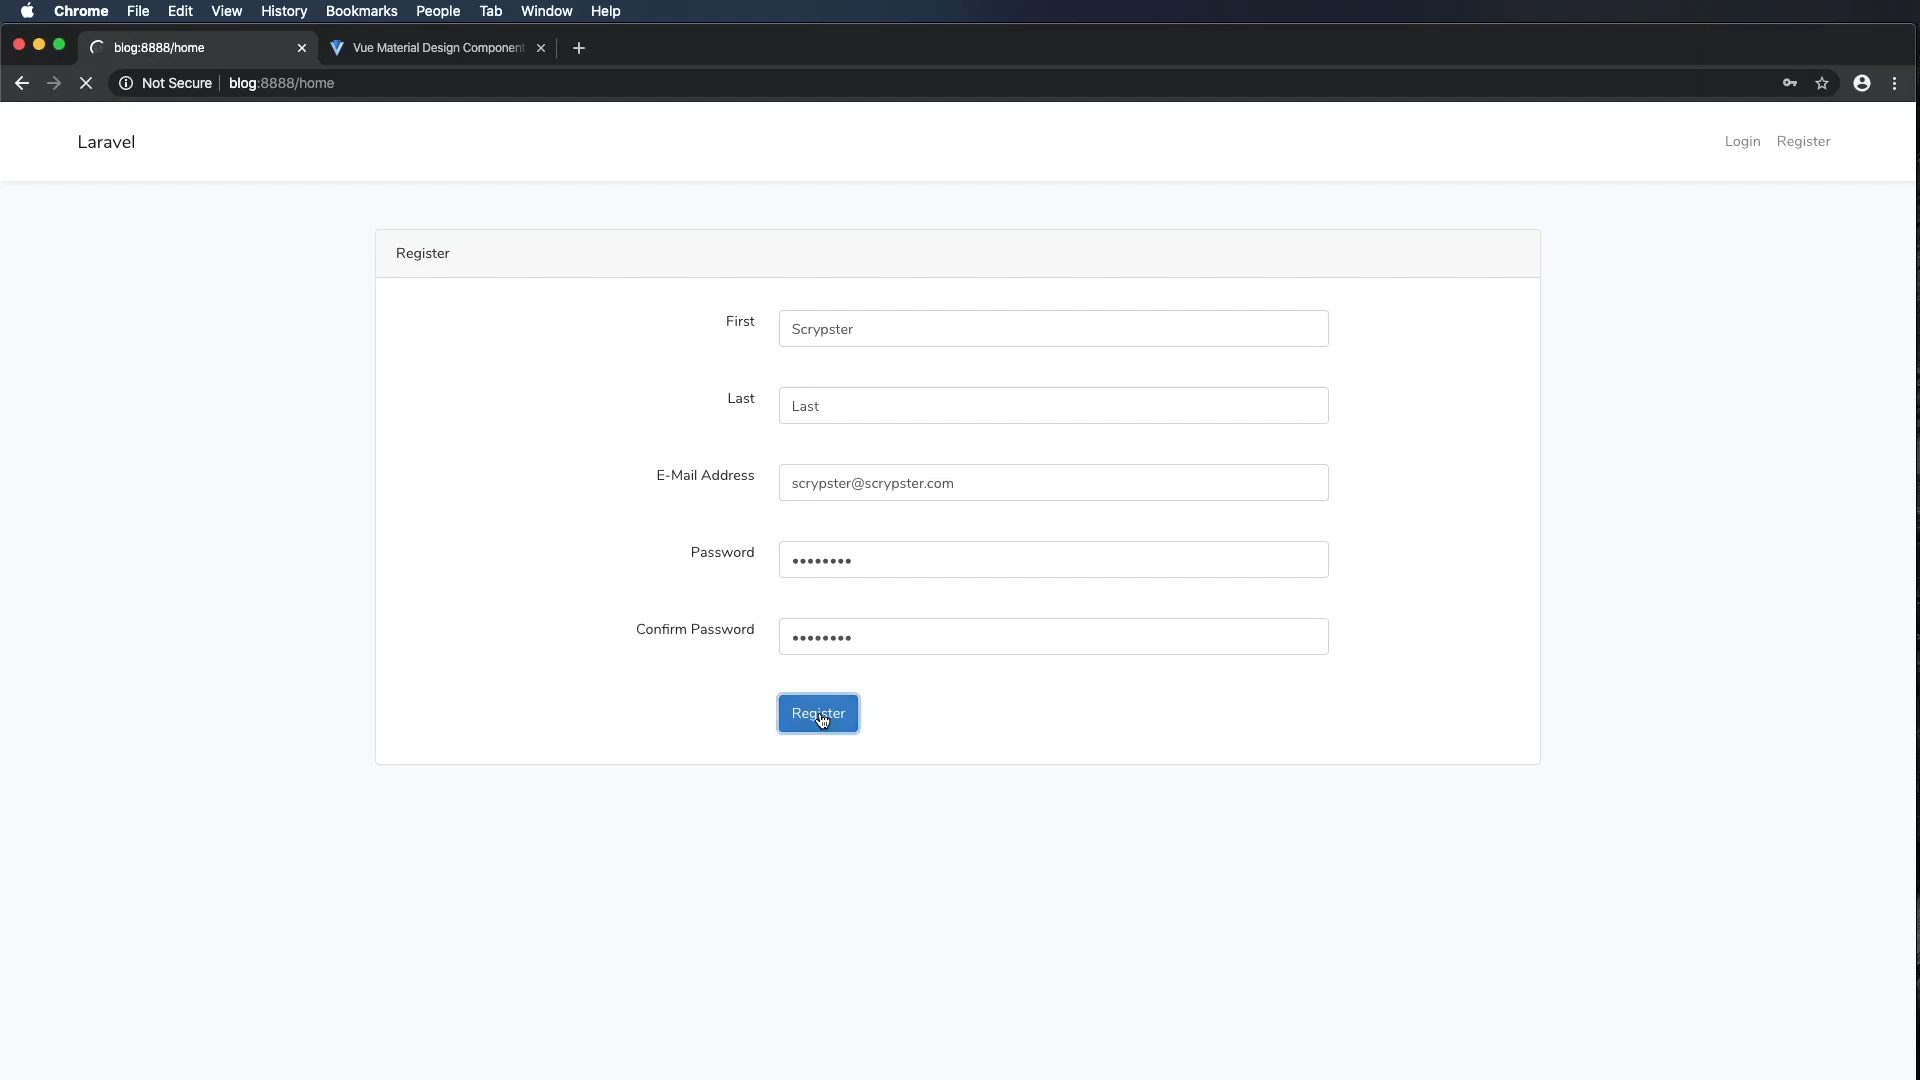 Chrome File Edit View History Bookmarks People Tab Window Help
blog:8888/home Vue Material Design Component
Not Secure blog:8888/home
Laravel Login Register
Register
First Scrypster
Last Last
E-Mail Address scrypster@scrypster.com
Password ••••••••
Confirm Password ••••••••
Register